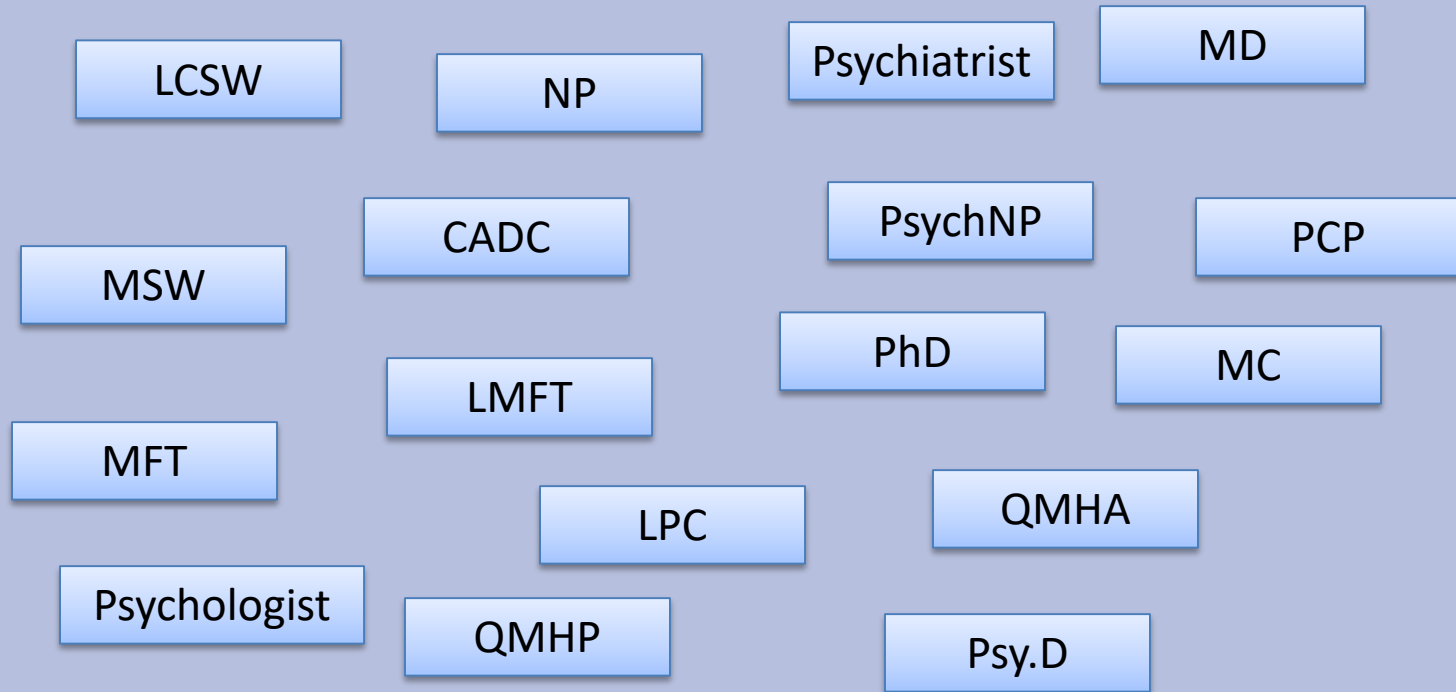 LCSW
NP
Psychiatrist
MD
CADC
PsychNP
PCP
MSW
PhD
MC
LMFT
MFT
LPC
QMHA
Psychologist
QMHP
Psy.D